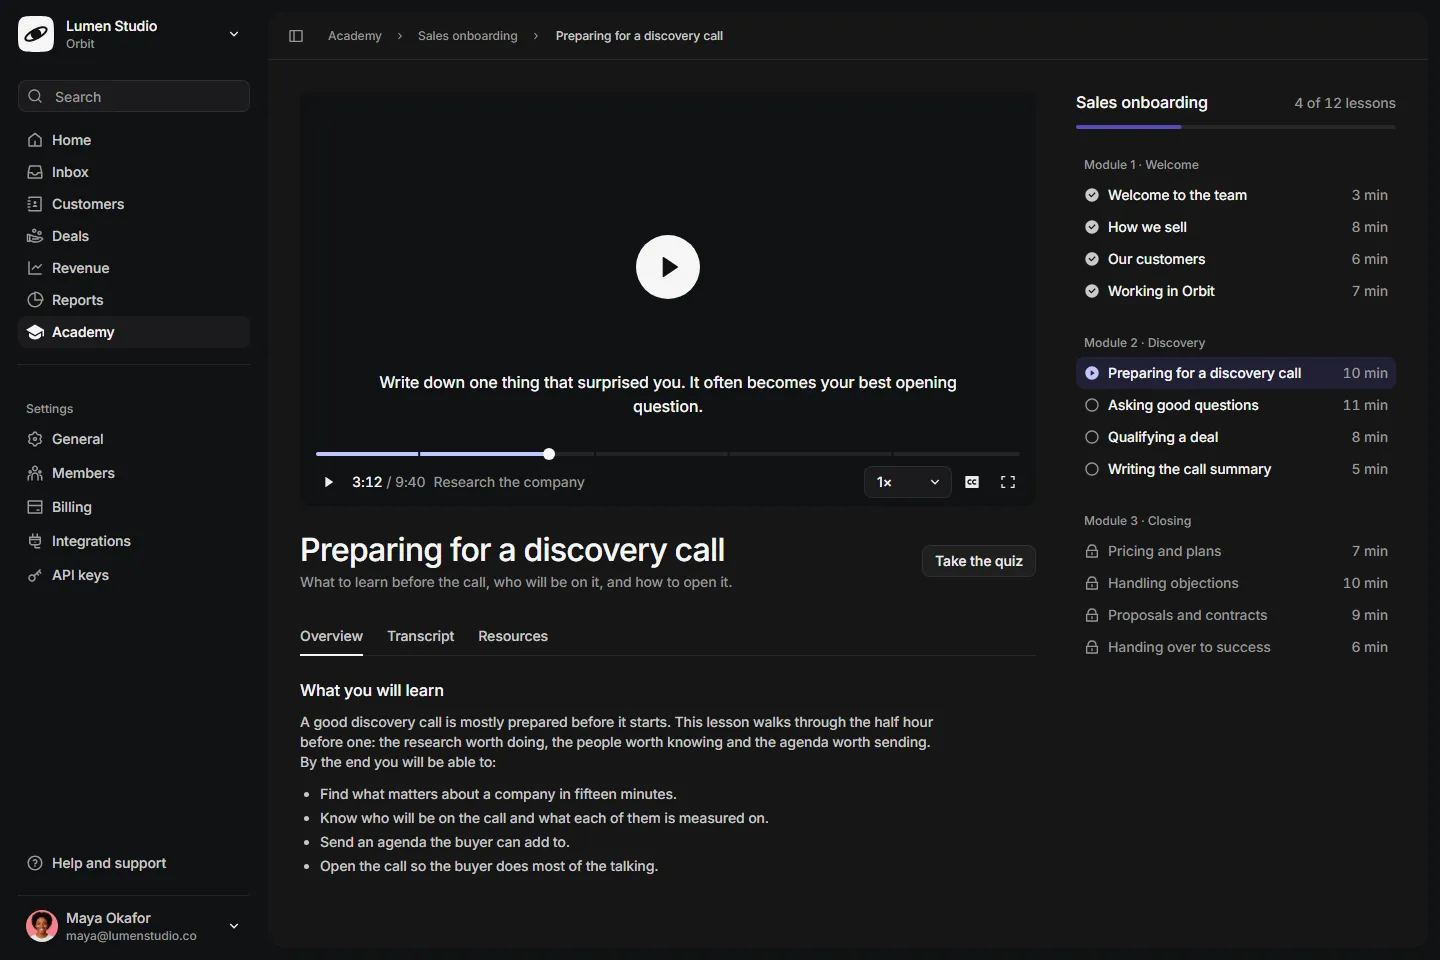 Lumen Studio
Orbit
Search
Home
Inbox
Customers
Deals
Revenue
Reports
Academy
Settings
General
Members
Billing
Integrations
API keys
Help and support
Maya Okafor
maya@lumenstudio.co
Academy › Sales onboarding › Preparing for a discovery call
Write down one thing that surprised you. It often becomes your best opening
question.
3:12 / 9:40 Research the company
1×
CC
Preparing for a discovery call
What to learn before the call, who will be on it, and how to open it.
Take the quiz
Overview Transcript Resources
What you will learn
A good discovery call is mostly prepared before it starts. This lesson walks through the half hour
before one: the research worth doing, the people worth knowing and the agenda worth sending.
By the end you will be able to:
• Find what matters about a company in fifteen minutes.
• Know who will be on the call and what each of them is measured on.
• Send an agenda the buyer can add to.
• Open the call so the buyer does most of the talking.
Sales onboarding 4 of 12 lessons
Module 1 · Welcome
Welcome to the team 3 min
How we sell 8 min
Our customers 6 min
Working in Orbit 7 min
Module 2 · Discovery
Preparing for a discovery call 10 min
Asking good questions 11 min
Qualifying a deal 8 min
Writing the call summary 5 min
Module 3 · Closing
Pricing and plans 7 min
Handling objections 10 min
Proposals and contracts 9 min
Handing over to success 6 min